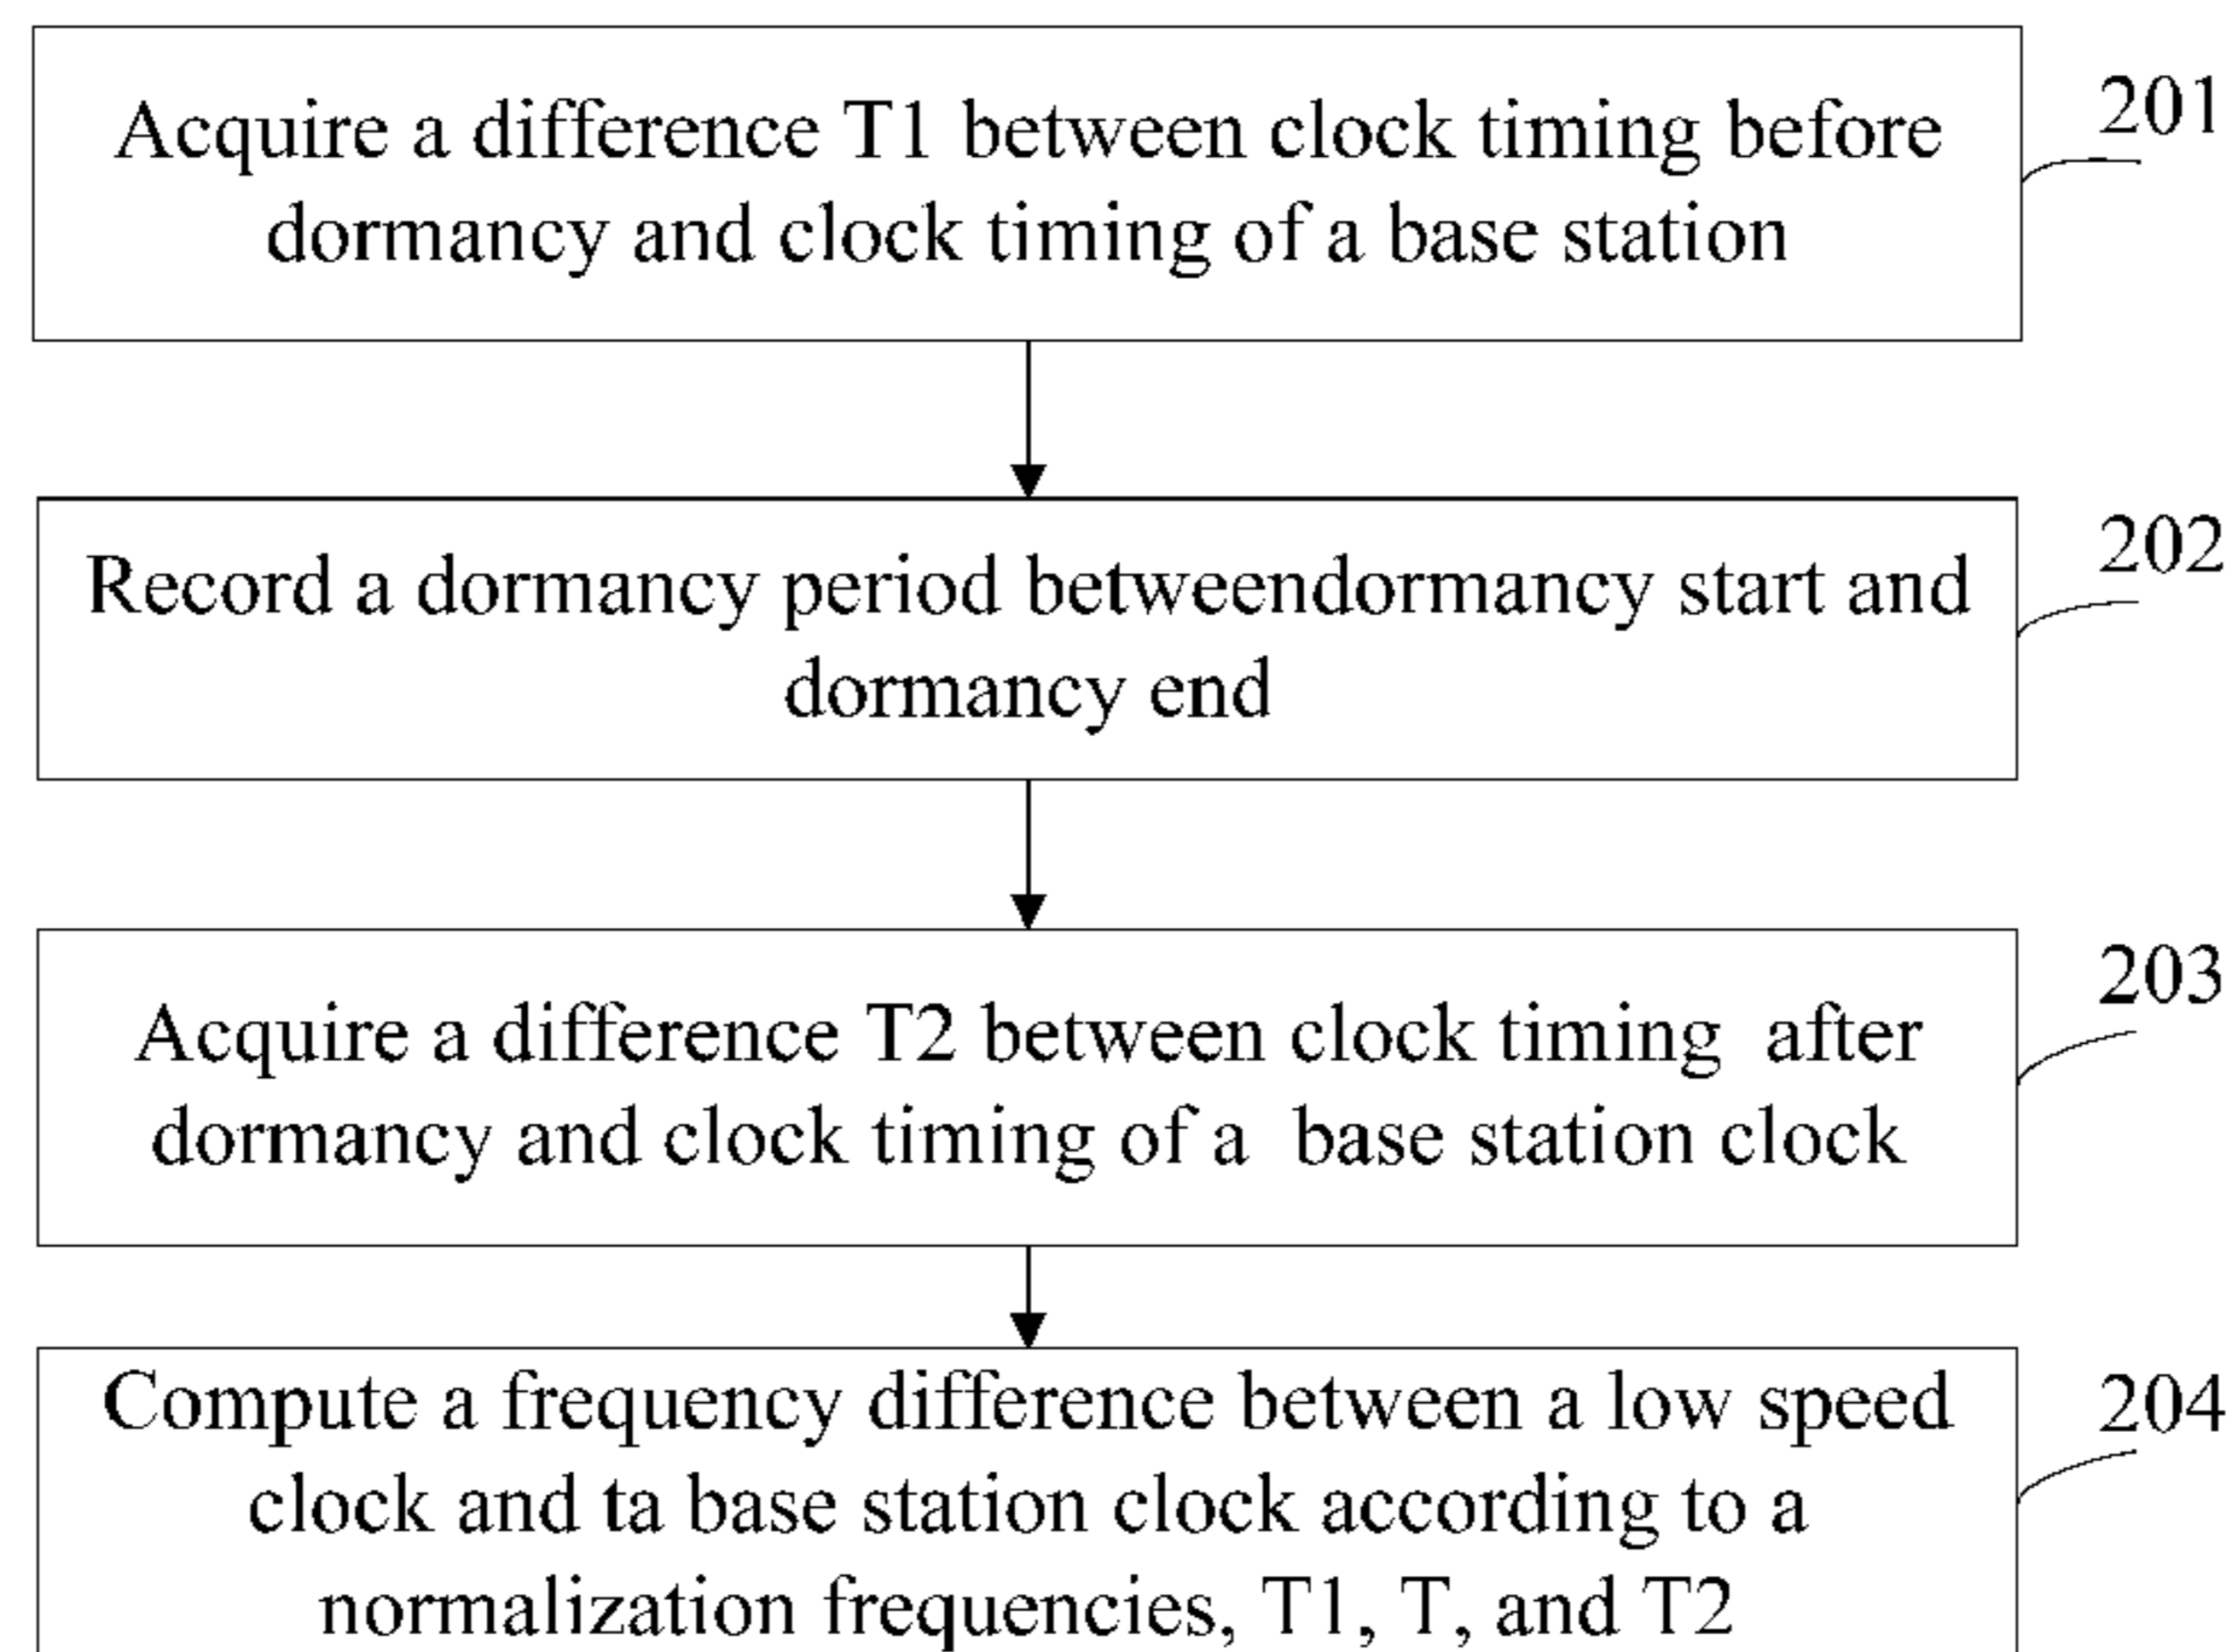 Acquire a difference T1 between clock timing before
dormancy and clock timing of a base station
201
Record a dormancy period betweendormancy start and
dormancy end
202
Acquire a difference T2 between clock timing after
dormancy and clock timing of a base station clock
203
Compute a frequency difference between a low speed
clock and ta base station clock according to a
normalization frequencies, T1, T, and T2
204